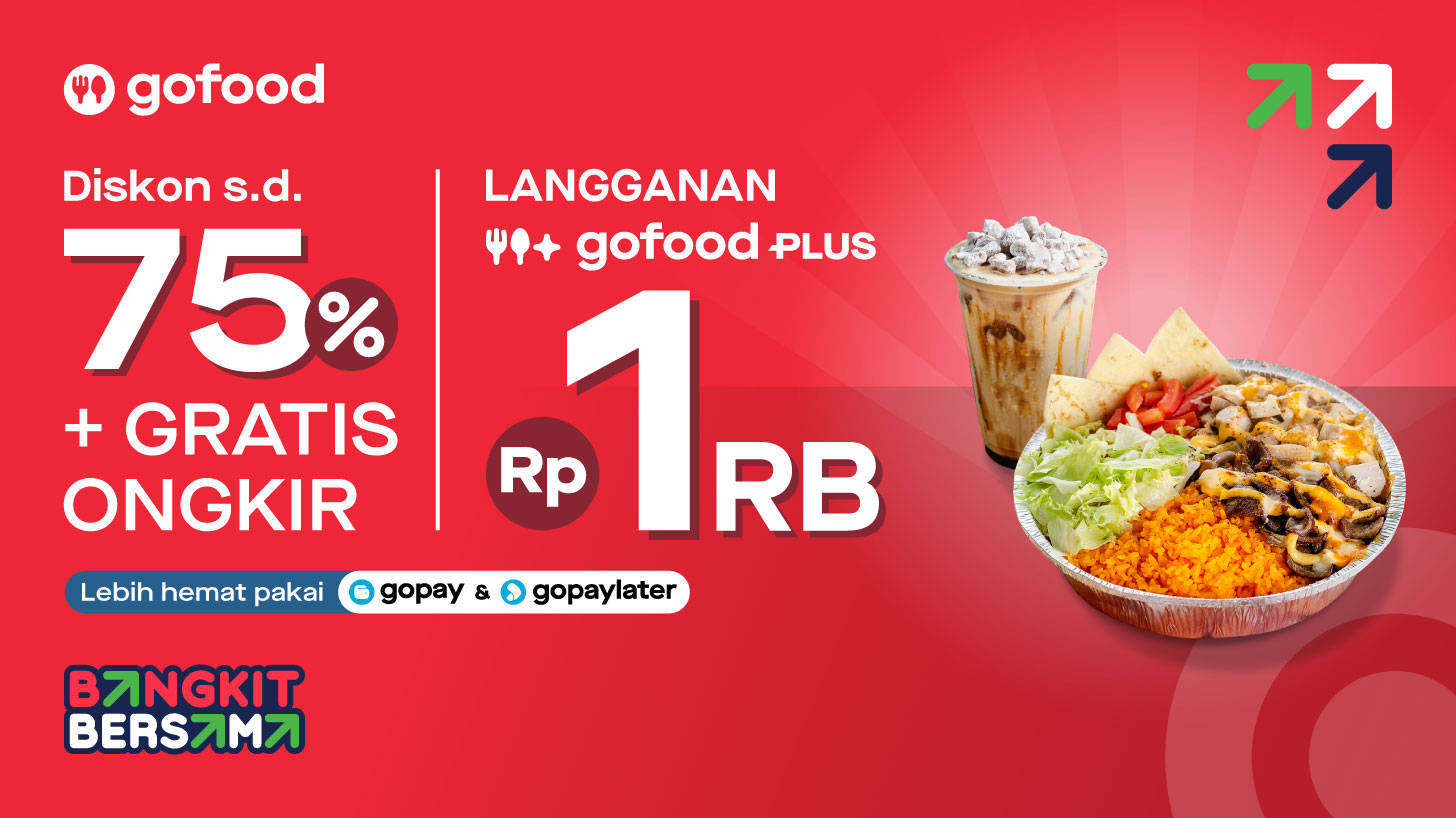 gofood
Diskon s.d.
75%
+ GRATIS
ONGKIR
LANGGANAN
gofood PLUS
Rp 1 RB
Lebih hemat pakai gopay & gopaylater
BANGKIT
BERSAMA